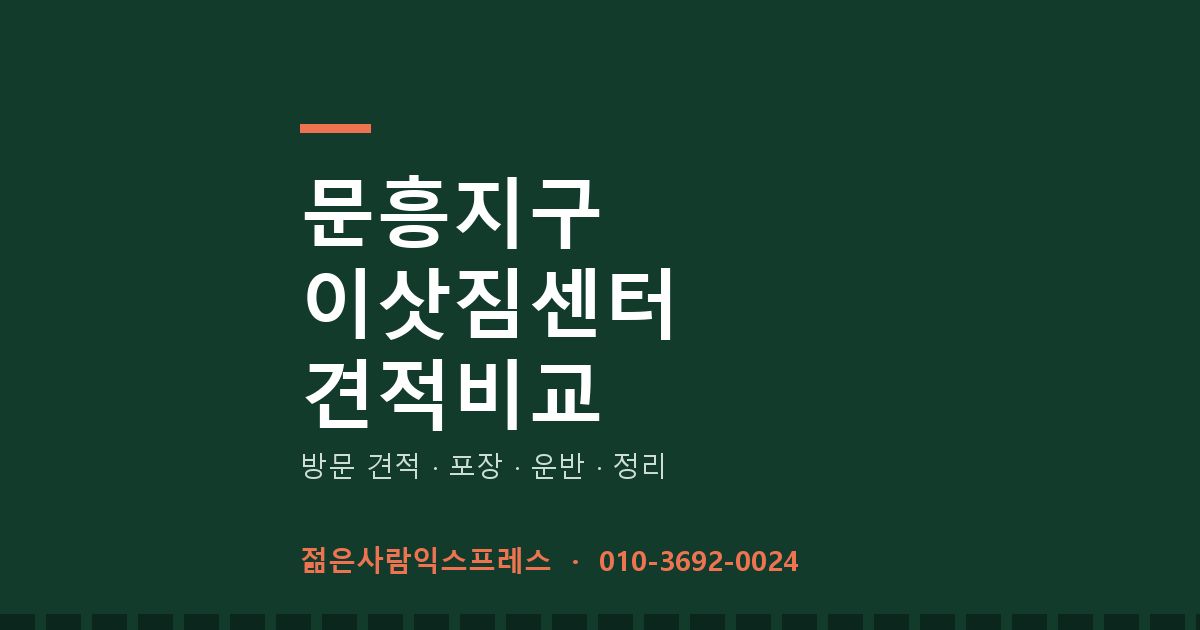 문흥지구
이삿짐센터
견적비교
방문 견적 · 포장 · 운반 · 정리
젊은사람익스프레스 · 010-3692-0024